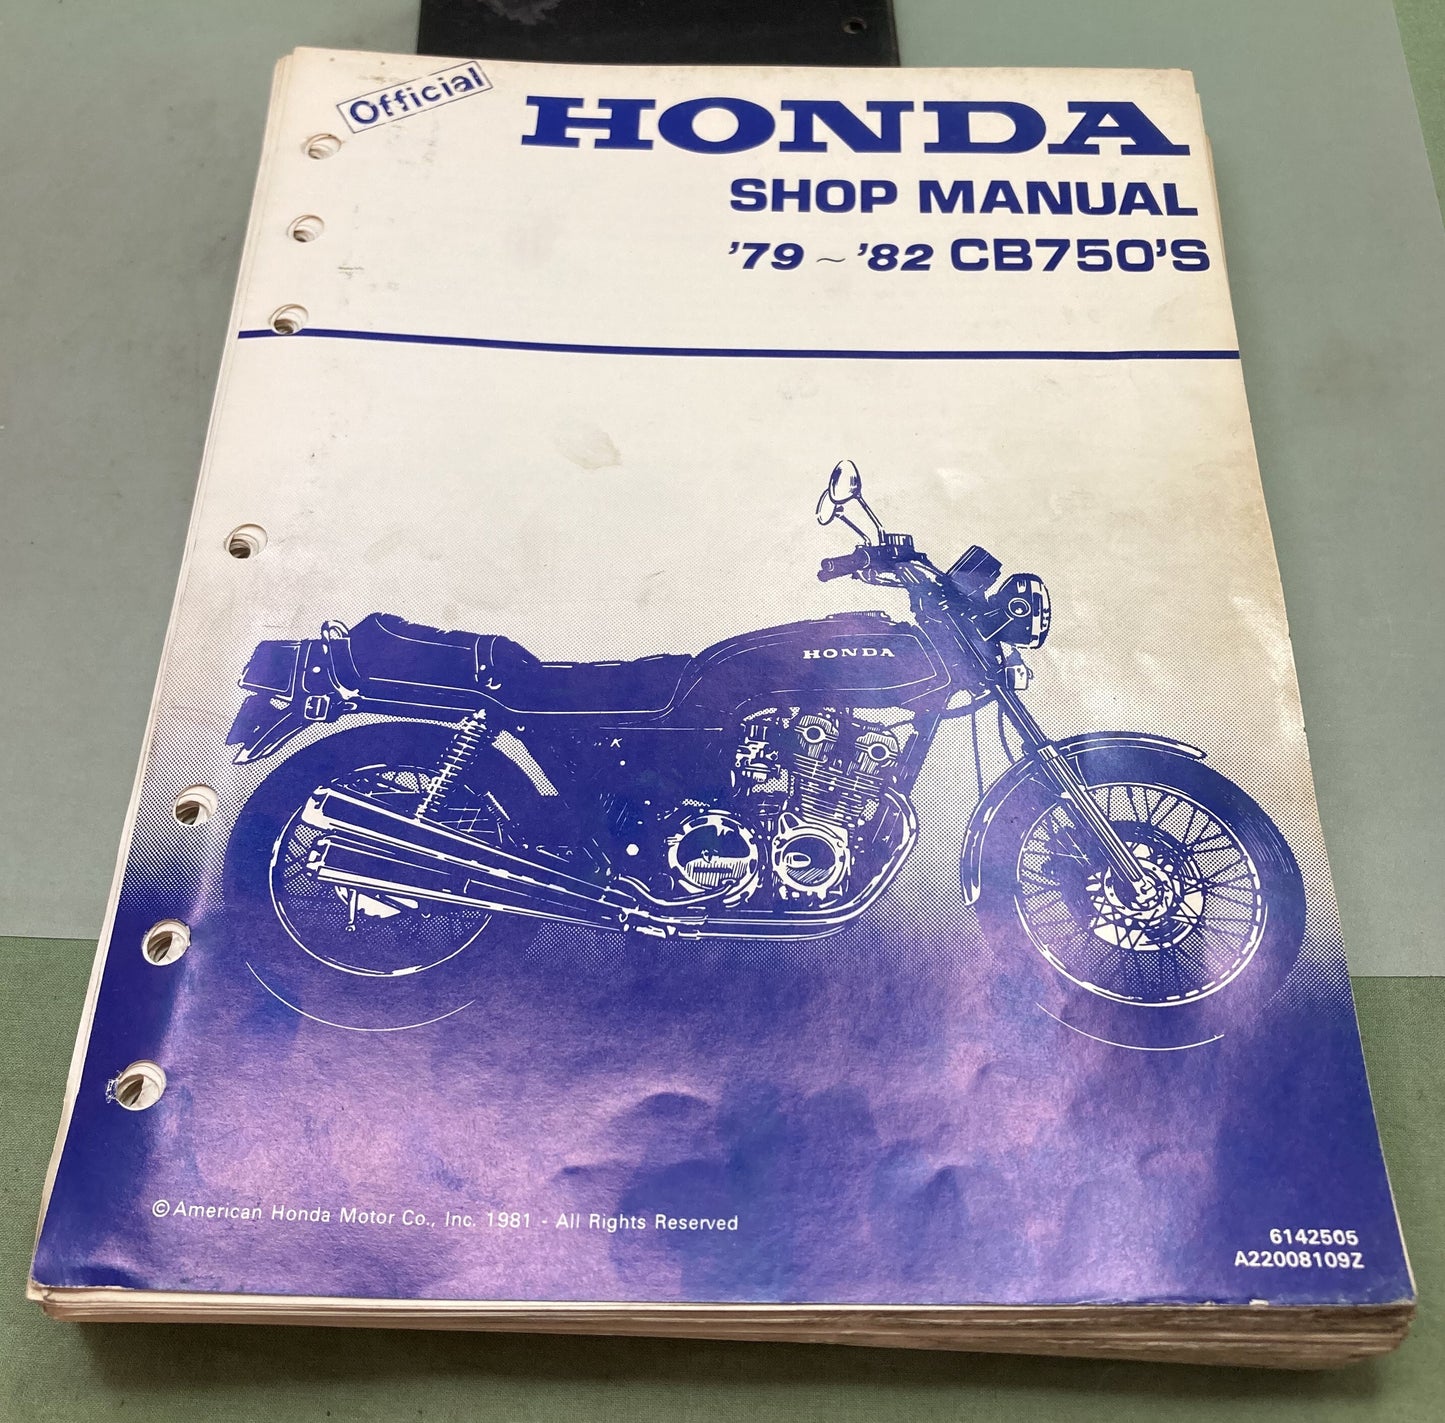 Official
HONDA
SHOP MANUAL
'79 ~ '82 CB750'S
HONDA
© American Honda Motor Co., Inc. 1981 - All Rights Reserved
6142505
A22008109Z